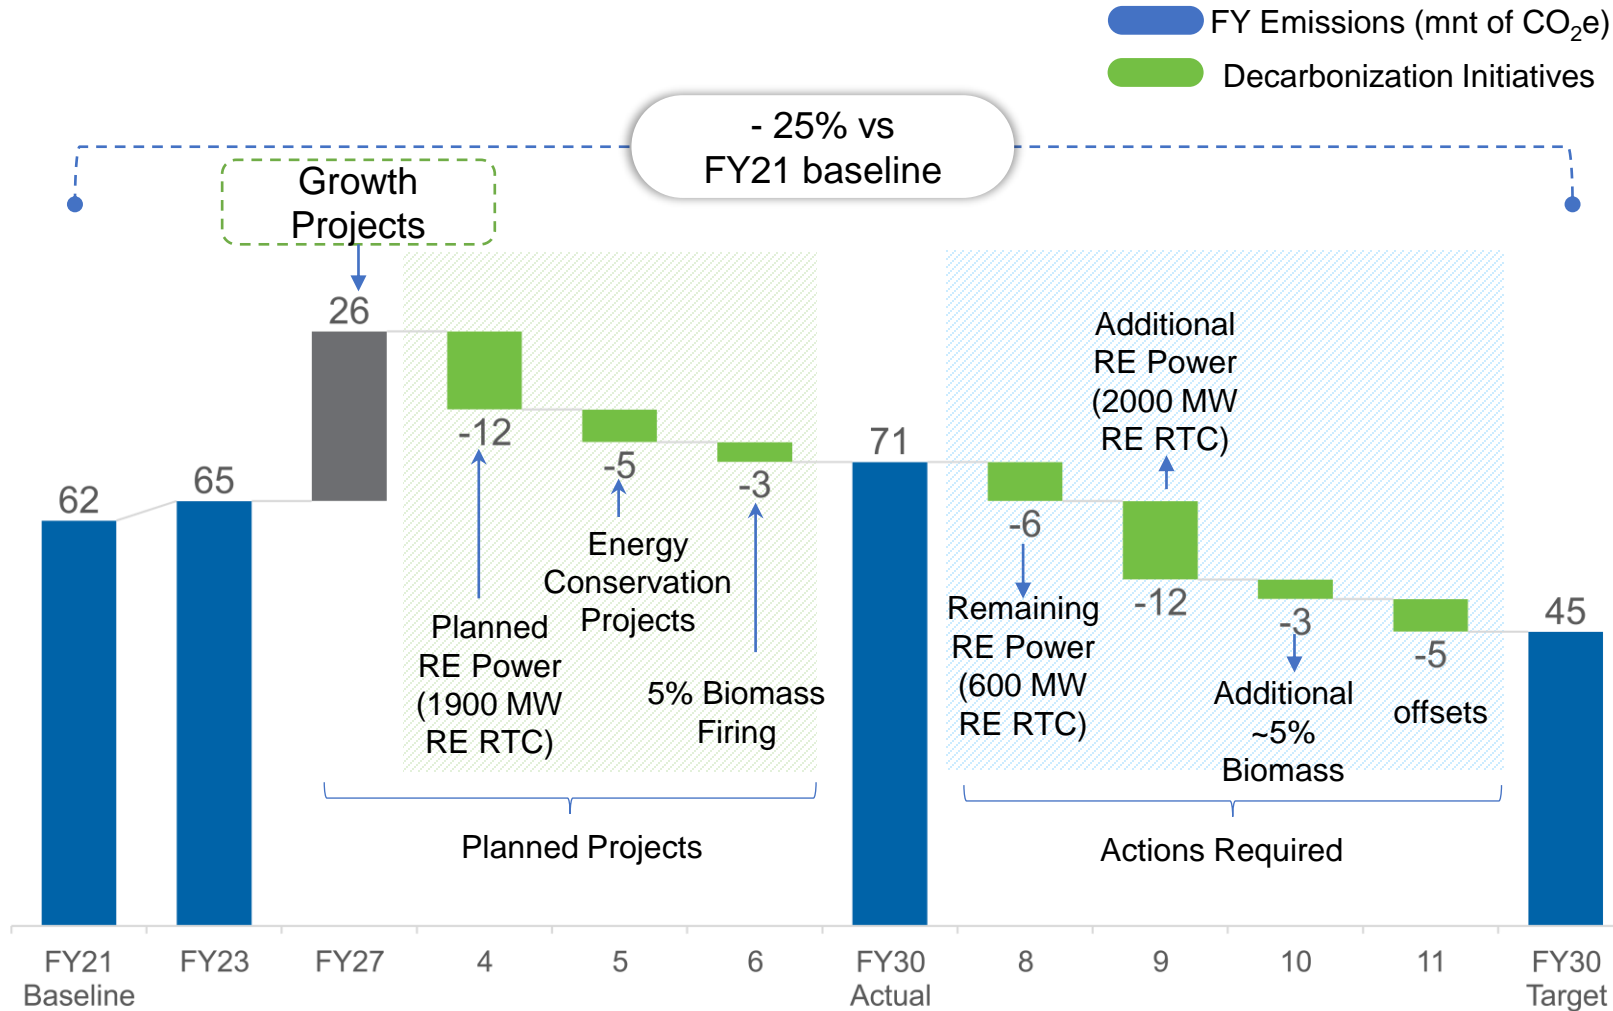 FY Emissions (mnt of CO₂e)
Decarbonization Initiatives
- 25% vs
FY21 baseline
Growth
Projects
26
62
65
-12
-5
-3
71
-6
-12
-3
-5
45
Planned
RE Power
(1900 MW
RE RTC)
Energy
Conservation
Projects
5% Biomass
Firing
Remaining
RE Power
(600 MW
RE RTC)
Additional
RE Power
(2000 MW
RE RTC)
Additional
~5%
Biomass
offsets
Planned Projects
Actions Required
FY21
Baseline
FY23
FY27
4
5
6
FY30
Actual
8
9
10
11
FY30
Target